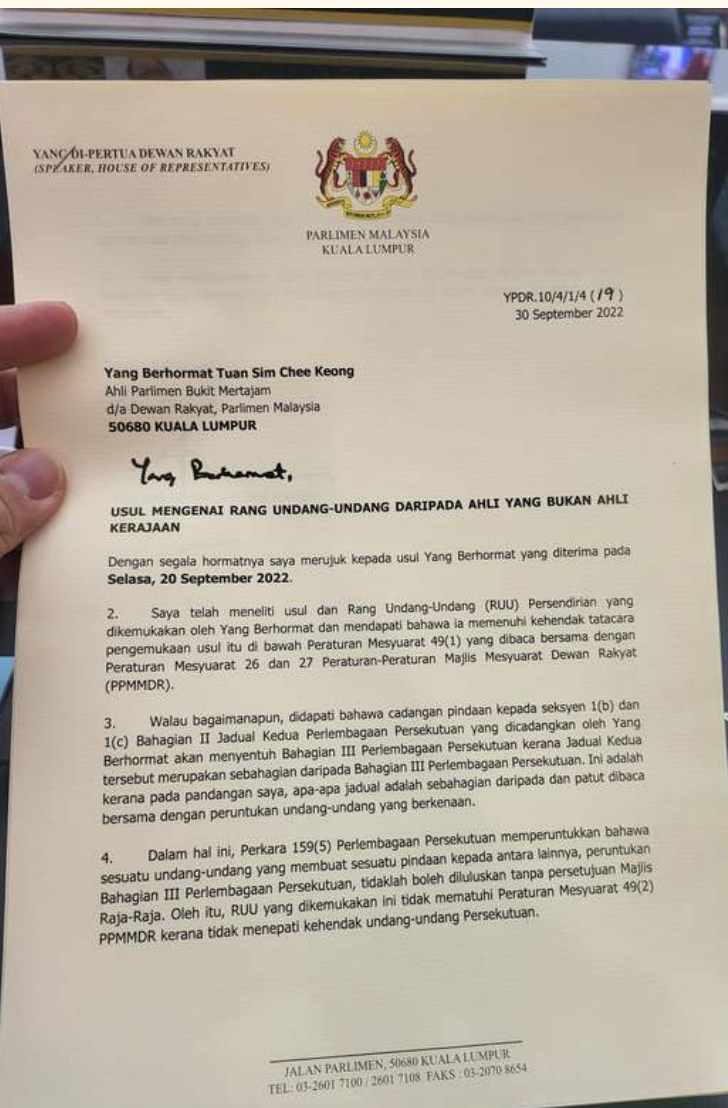 YANG DI-PERTUA DEWAN RAKYAT
(SPEAKER, HOUSE OF REPRESENTATIVES)
PARLIMEN MALAYSIA
KUALA LUMPUR
YPDR.10/4/1/4 (19)
30 September 2022
Yang Berhormat Tuan Sim Chee Keong
Ahli Parlimen Bukit Mertajam
d/a Dewan Rakyat, Parlimen Malaysia
50680 KUALA LUMPUR
Yang Berhormat,
USUL MENGENAI RANG UNDANG-UNDANG DARIPADA AHLI YANG BUKAN AHLI
KERAJAAN
Dengan segala hormatnya saya merujuk kepada usul Yang Berhormat yang diterima pada
Selasa, 20 September 2022.
2. Saya telah meneliti usul dan Rang Undang-Undang (RUU) Persendirian yang
dikemukakan oleh Yang Berhormat dan mendapati bahawa ia memenuhi kehendak tatacara
pengemukaan usul itu di bawah Peraturan Mesyuarat 49(1) yang dibaca bersama dengan
Peraturan Mesyuarat 26 dan 27 Peraturan-Peraturan Majlis Mesyuarat Dewan Rakyat
(PPMMDR).
3. Walau bagaimanapun, didapati bahawa cadangan pindaan kepada seksyen 1(b) dan
1(c) Bahagian II Jadual Kedua Perlembagaan Persekutuan yang dicadangkan oleh Yang
Berhormat akan menyentuh Bahagian III Perlembagaan Persekutuan kerana Jadual Kedua
tersebut merupakan sebahagian daripada Bahagian III Perlembagaan Persekutuan. Ini adalah
kerana pada pandangan saya, apa-apa jadual adalah sebahagian daripada dan patut dibaca
bersama dengan peruntukan undang-undang yang berkenaan.
4. Dalam hal ini, Perkara 159(5) Perlembagaan Persekutuan memperuntukkan bahawa
sesuatu undang-undang yang membuat sesuatu pindaan kepada antara lainnya, peruntukan
Bahagian III Perlembagaan Persekutuan, tidaklah boleh diluluskan tanpa persetujuan Majlis
Raja-Raja. Oleh itu, RUU yang dikemukakan ini tidak mematuhi Peraturan Mesyuarat 49(2)
PPMMDR kerana tidak menepati kehendak undang-undang Persekutuan.
JALAN PARLIMEN, 50680 KUALA LUMPUR
TEL: 03-2601 7100 / 2601 7108 FAKS : 03-2070 8654